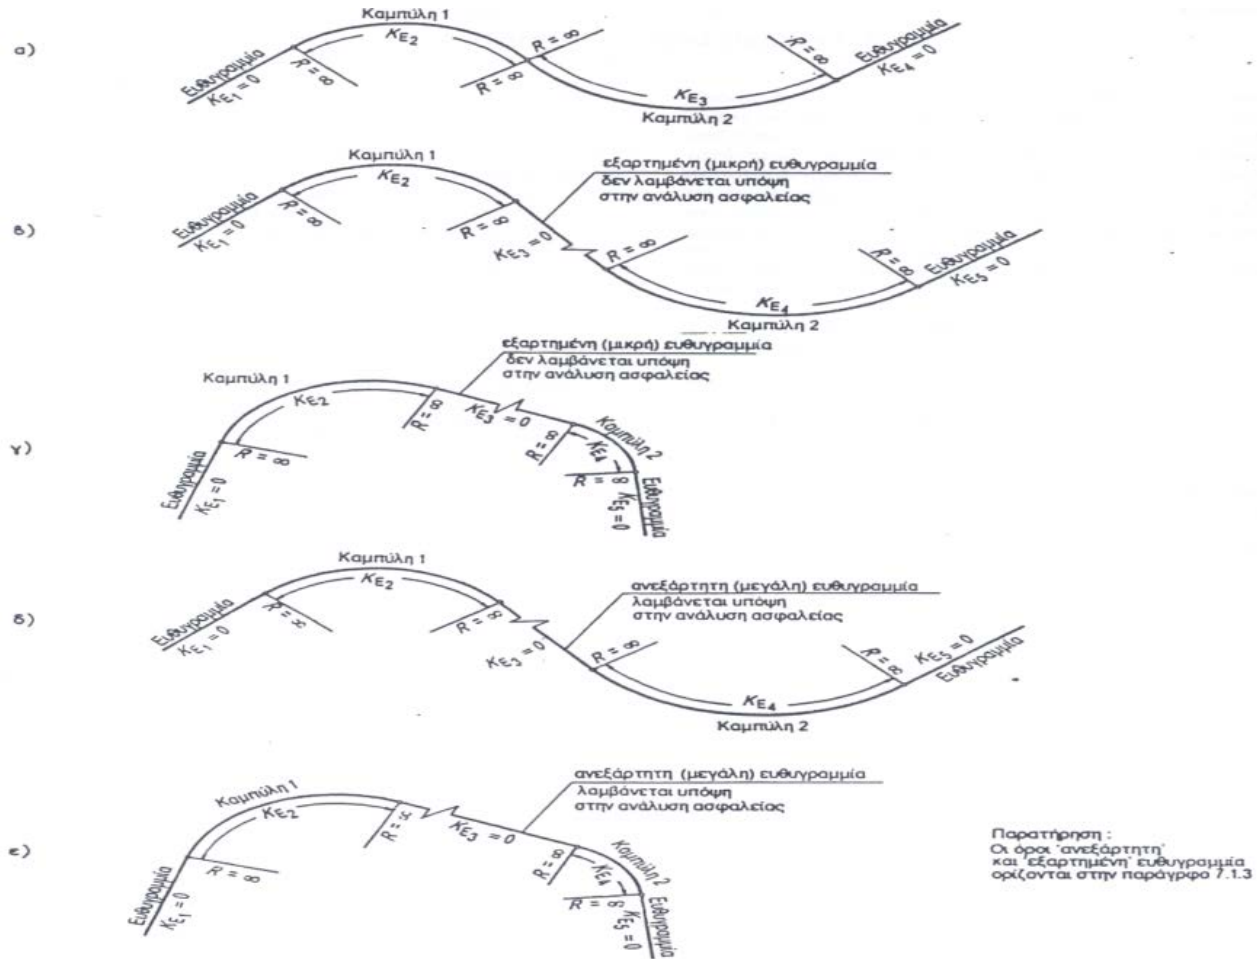 α)
Καμπύλη 1
K_E2
Ευθυγραμμία
K_E1 = 0
R = ∞
R = ∞
R = ∞
R = ∞
K_E3
Καμπύλη 2
Ευθυγραμμία
K_E4 = 0
β)
Καμπύλη 1
K_E2
Ευθυγραμμία
K_E1 = 0
R = ∞
R = ∞
K_E3 = 0
εξαρτημένη (μικρή) ευθυγραμμία
δεν λαμβάνεται υπόψη
στην ανάλυση ασφαλείας
R = ∞
R = ∞
K_E4
Καμπύλη 2
Ευθυγραμμία
K_E5 = 0
γ)
εξαρτημένη (μικρή) ευθυγραμμία
δεν λαμβάνεται υπόψη
στην ανάλυση ασφαλείας
Καμπύλη 1
K_E2
Ευθυγραμμία
K_E1 = 0
R = ∞
R = ∞
K_E3 = 0
R = ∞
Καμπύλη 2
K_E4
R = ∞
K_E5 = 0
Ευθυγραμμία
δ)
Καμπύλη 1
K_E2
Ευθυγραμμία
K_E1 = 0
R = ∞
R = ∞
K_E3 = 0
ανεξάρτητη (μεγάλη) ευθυγραμμία
λαμβάνεται υπόψη
στην ανάλυση ασφαλείας
R = ∞
R = ∞
K_E4
Καμπύλη 2
K_E5 = 0
Ευθυγραμμία
ε)
ανεξάρτητη (μεγάλη) ευθυγραμμία
λαμβάνεται υπόψη
στην ανάλυση ασφαλείας
Καμπύλη 1
K_E2
Ευθυγραμμία
K_E1 = 0
R = ∞
R = ∞
K_E3 = 0
R = ∞
Καμπύλη 2
K_E4
R = ∞
K_E5 = 0
Ευθυγραμμία
Παρατήρηση :
Οι όροι 'ανεξάρτητη'
και 'εξαρτημένη' ευθυγραμμία
ορίζονται στην παράγρφο 7.1.3